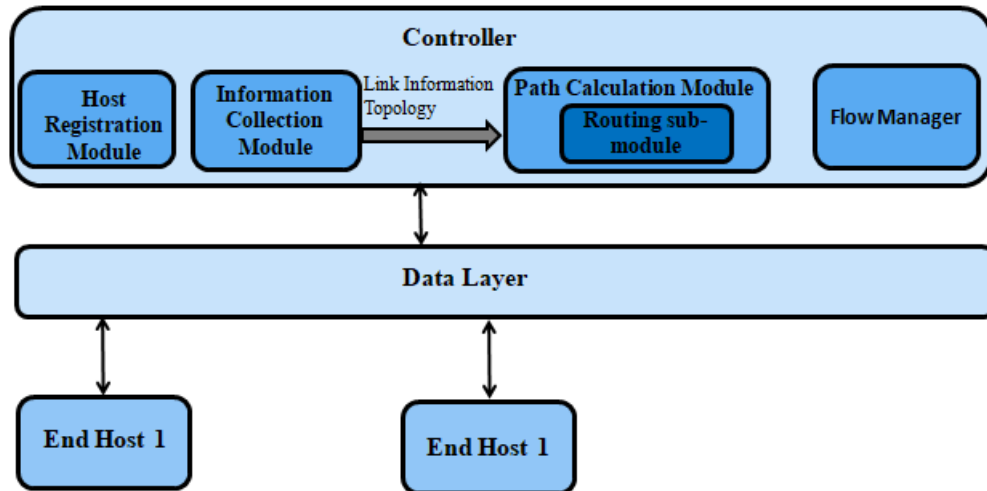 Controller
Host
Registration
Module
Information
Collection
Module
Link Information
Topology
Path Calculation Module
Routing sub-
module
Flow Manager
Data Layer
End Host 1
End Host 1